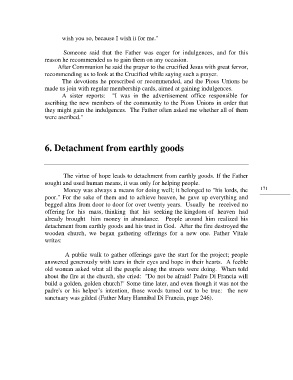 wish you so, because I wish it for me."
Someone said that the Father was eager for indulgences, and for this
reason he recommended us to gain them on any occasion.
After Communion he said the prayer to the crucified Jesus with great fervor,
recommending us to look at the Crucified while saying such a prayer.
The devotions he prescribed or recommended, and the Pious Unions he
made us join with regular membership cards, aimed at gaining indulgences.
A sister reports: "I was in the advertisement office responsible for
ascribing the new members of the community to the Pious Unions in order that
they might gain the indulgences. The Father often asked me whether all of them
were ascribed."
6. Detachment from earthly goods
The virtue of hope leads to detachment from earthly goods. If the Father
sought and used human means, it was only for helping people.
Money was always a means for doing well; it belonged to "his lords, the
poor." For the sake of them and to achieve heaven, he gave up everything and
begged alms from door to door for over twenty years. Usually he received no
offering for his mass, thinking that his seeking the kingdom of heaven had
already brought him money in abundance. People around him realized his
detachment from earthly goods and his trust in God. After the fire destroyed the
wooden church, we began gathering offerings for a new one. Father Vitale
writes:
171
A public walk to gather offerings gave the start for the project; people
answered generously with tears in their eyes and hope in their hearts. A feeble
old woman asked what all the people along the streets were doing. When told
about the fire at the church, she cried: "Do not be afraid! Padre Di Francia will
build a golden, golden church!" Some time later, and even though it was not the
padre's or his helper's intention, those words turned out to be true: the new
sanctuary was gilded (Father Mary Hannibal Di Francia, page 246).